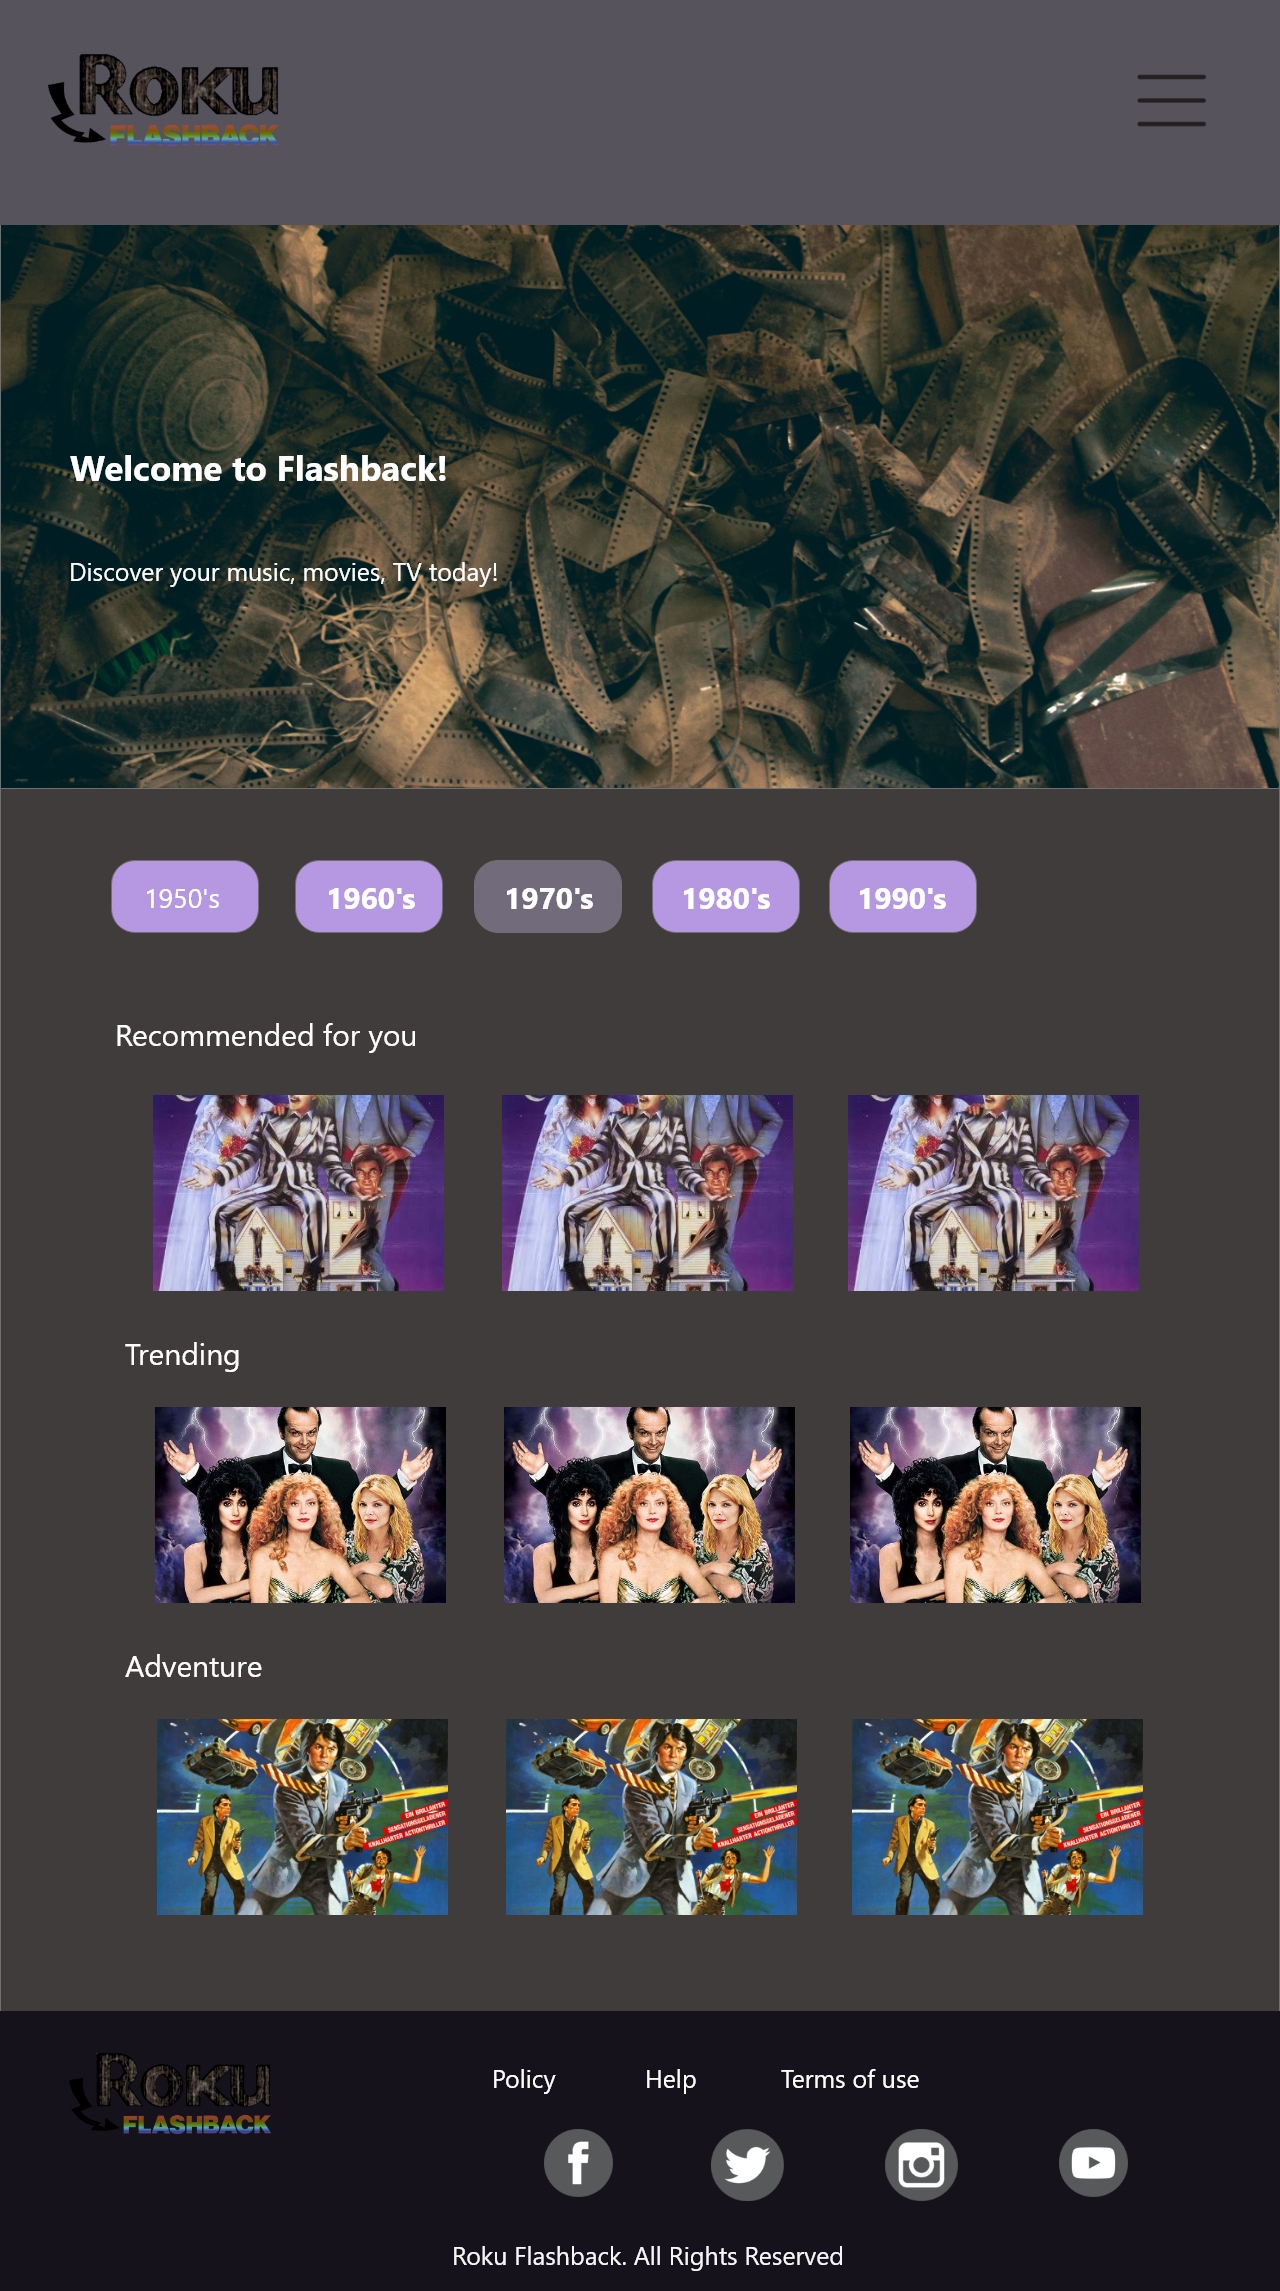 ROKU
FLASHBACK
Welcome to Flashback!
Discover your music, movies, TV today!
1950's
1960's
1970's
1980's
1990's
Recommended for you
Trending
Adventure
EIN BRILLANTER
SENSATIONSGELADENER
KNALLHARTER ACTIONTHRILLER
EIN BRILLANTER
SENSATIONSGELADENER
KNALLHARTER ACTIONTHRILLER
EIN BRILLANTER
SENSATIONSGELADENER
KNALLHARTER ACTIONTHRILLER
ROKU
FLASHBACK
Policy
Help
Terms of use
Roku Flashback. All Rights Reserved